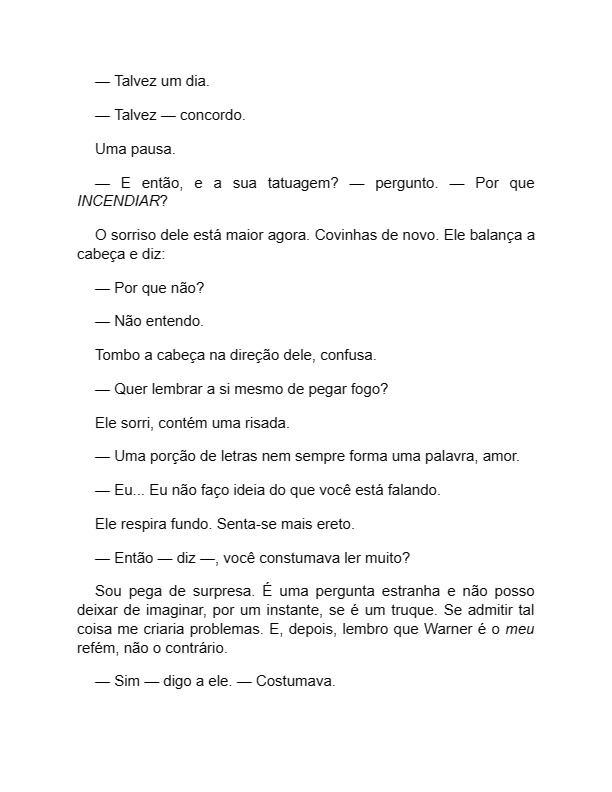 — Talvez um dia.
— Talvez — concordo.
Uma pausa.
— E então, e a sua tatuagem? — pergunto. — Por que
INCENDIAR?
O sorriso dele está maior agora. Covinhas de novo. Ele balança a
cabeça e diz:
— Por que não?
— Não entendo.
Tombo a cabeça na direção dele, confusa.
— Quer lembrar a si mesmo de pegar fogo?
Ele sorri, contém uma risada.
— Uma porção de letras nem sempre forma uma palavra, amor.
— Eu... Eu não faço ideia do que você está falando.
Ele respira fundo. Senta-se mais ereto.
— Então — diz —, você constumava ler muito?
Sou pega de surpresa. É uma pergunta estranha e não posso
deixar de imaginar, por um instante, se é um truque. Se admitir tal
coisa me criaria problemas. E, depois, lembro que Warner é o meu
refém, não o contrário.
— Sim — digo a ele. — Costumava.